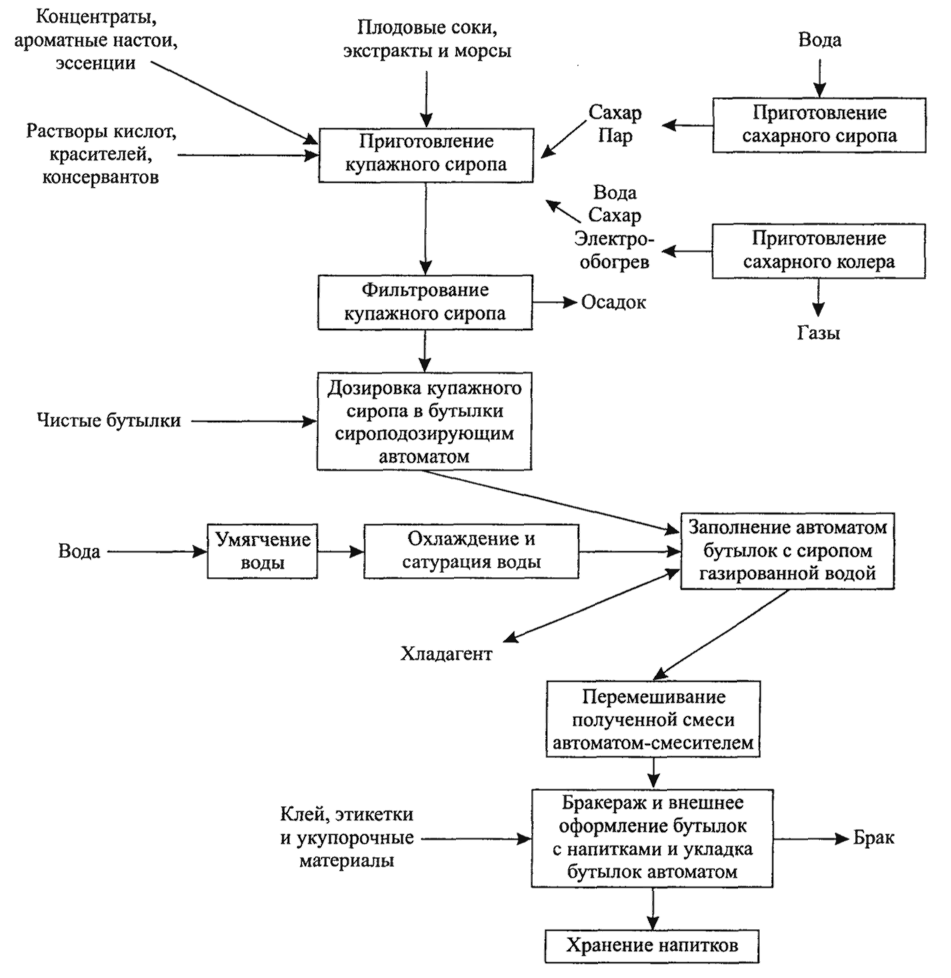 Концентраты,
ароматные настои,
эссенции
Плодовые соки,
экстракты и морсы
Вода
Растворы кислот,
красителей,
консервантов
Приготовление
купажного сиропа
Сахар
Пар
Приготовление
сахарного сиропа
Вода
Сахар
Электро-
обогрев
Приготовление
сахарного колера
Фильтрование
купажного сиропа
Осадок
Газы
Чистые бутылки
Дозировка купажного
сиропа в бутылки
сироподозирующим
автоматом
Вода
Умягчение
воды
Охлаждение и
сатурация воды
Заполнение автоматом
бутылок с сиропом
газированной водой
Хладагент
Перемешивание
полученной смеси
автоматом-смесителем
Клей, этикетки
и укупорочные
материалы
Бракераж и внешнее
оформление бутылок
с напитками и укладка
бутылок автоматом
Брак
Хранение напитков